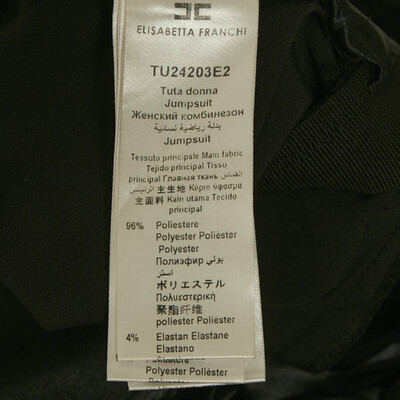 ELISABETTA FRANCHI
TU24203E2
Tuta donna
Jumpsuit
Женский комбинезон
بدلة رياضية نسائية
Jumpsuit
Tessuto principale Main fabric
Tejido principal Tissu
principal Главная ткань القماش الرئيسي
主生地 Κύριο ύφασμα
主面料 Kain utama Tecido
principal
96% Poliestere
Polyester Poliéster
Polyester
Полиэфир بولي
استر
ポリエステル
Πολυεστερική
聚酯纤维
poliester Poliéster
4% Elastan Elastane
Elastano
Polyester Poliéster